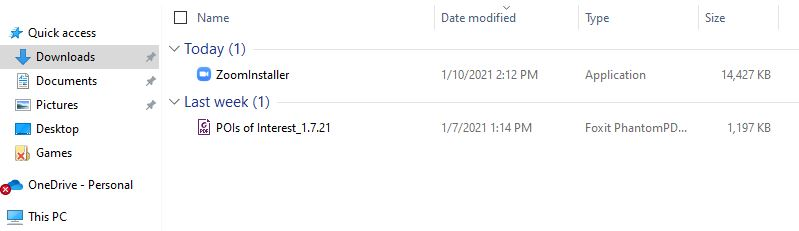 Name Date modified Type Size
Quick access
Today (1)
Downloads
ZoomInstaller 1/10/2021 2:12 PM Application 14,427 KB
Documents
Last week (1)
Pictures
POIs of Interest_1.7.21 1/7/2021 1:14 PM Foxit PhantomPD... 1,197 KB
Desktop
Games
OneDrive - Personal
This PC